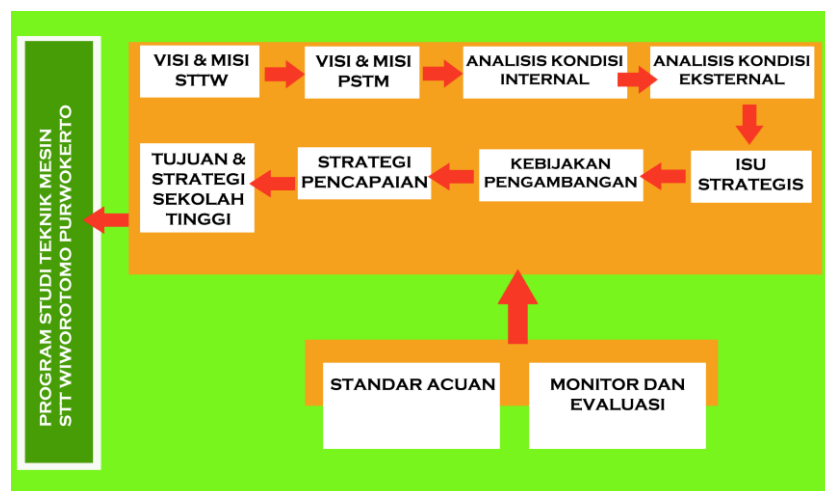 PROGRAM STUDI TEKNIK MESIN
STT WIWOROTOMO PURWOKERTO
VISI & MISI
STTW
VISI & MISI
PSTM
ANALISIS KONDISI
INTERNAL
ANALISIS KONDISI
EKSTERNAL
ISU
STRATEGIS
KEBIJAKAN
PENGAMBANGAN
STRATEGI
PENCAPAIAN
TUJUAN &
STRATEGI
SEKOLAH
TINGGI
STANDAR ACUAN
MONITOR DAN
EVALUASI